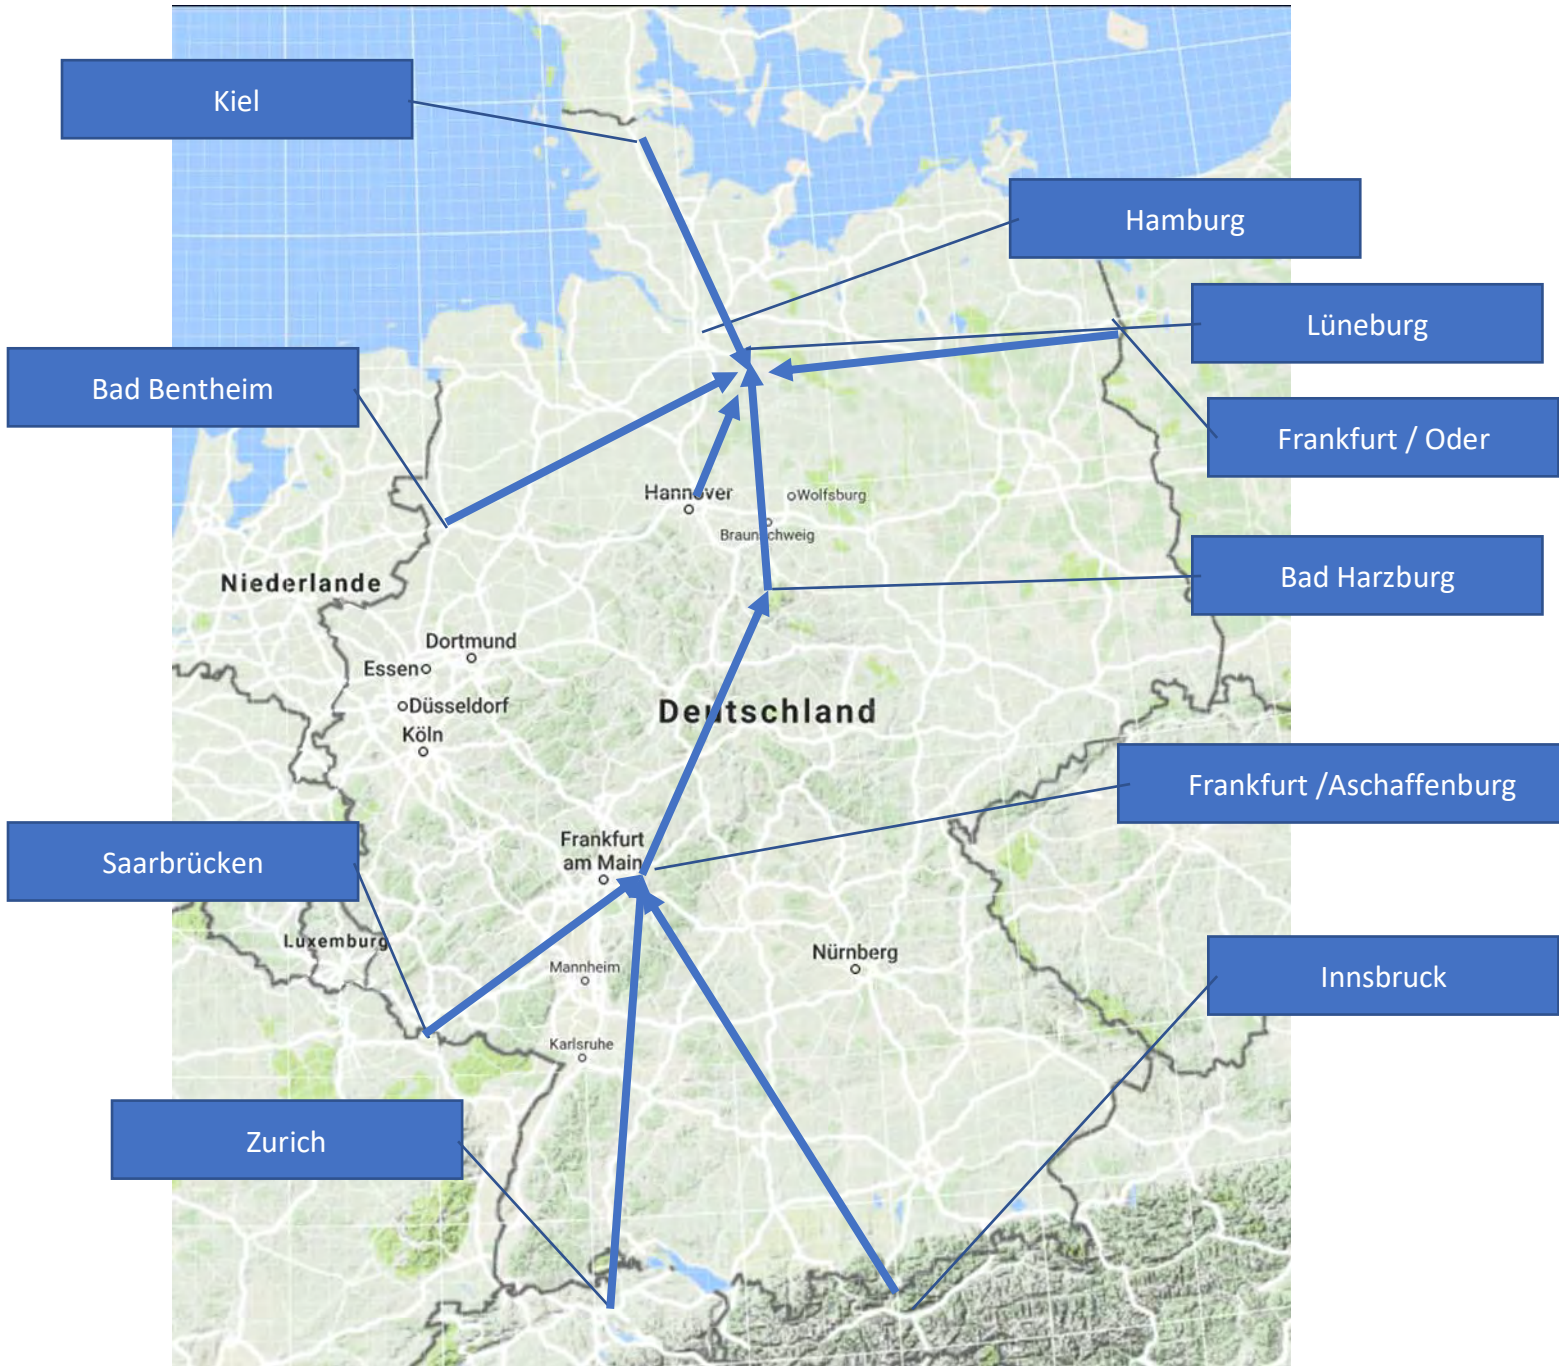 Kiel
Hamburg
Lüneburg
Bad Bentheim
Frankfurt / Oder
Hannover
Wolfsburg
Braunschweig
Bad Harzburg
Niederlande
Dortmund
Essen
Düsseldorf
Deutschland
Köln
Frankfurt /Aschaffenburg
Frankfurt
am Main
Saarbrücken
Luxemburg
Nürnberg
Mannheim
Innsbruck
Karlsruhe
Zurich